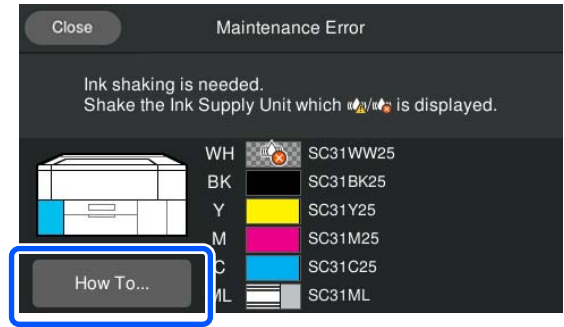 Close
Maintenance Error
Ink shaking is needed.
Shake the Ink Supply Unit which / is displayed.
WH SC31WW25
BK SC31BK25
Y SC31Y25
M SC31M25
C SC31C25
ML SC31ML
How To...